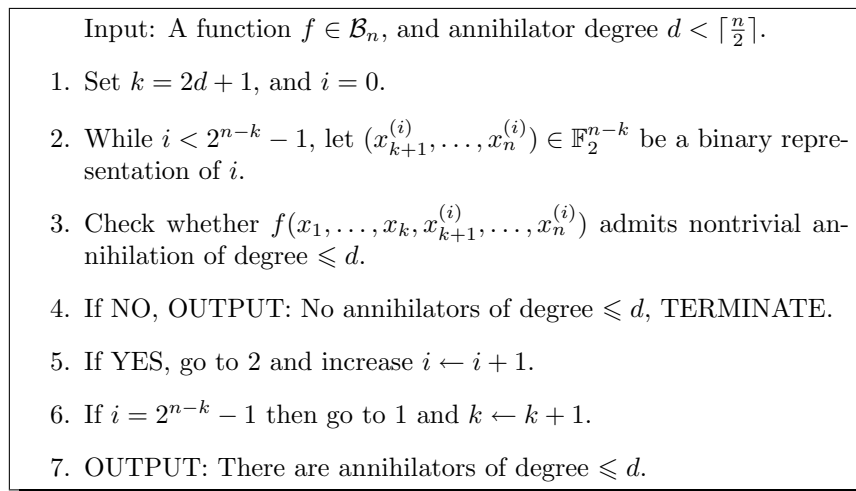 Input: A function f ∈ 𝓑ₙ, and annihilator degree d < ⌈n/2⌉.
1. Set k = 2d + 1, and i = 0.
2. While i < 2^{n−k} − 1, let (x_{k+1}^{(i)}, . . . , x_n^{(i)}) ∈ 𝔽_2^{n−k} be a binary repre-
sentation of i.
3. Check whether f(x_1, . . . , x_k, x_{k+1}^{(i)}, . . . , x_n^{(i)}) admits nontrivial an-
nihilation of degree ⩽ d.
4. If NO, OUTPUT: No annihilators of degree ⩽ d, TERMINATE.
5. If YES, go to 2 and increase i ← i + 1.
6. If i = 2^{n−k} − 1 then go to 1 and k ← k + 1.
7. OUTPUT: There are annihilators of degree ⩽ d.